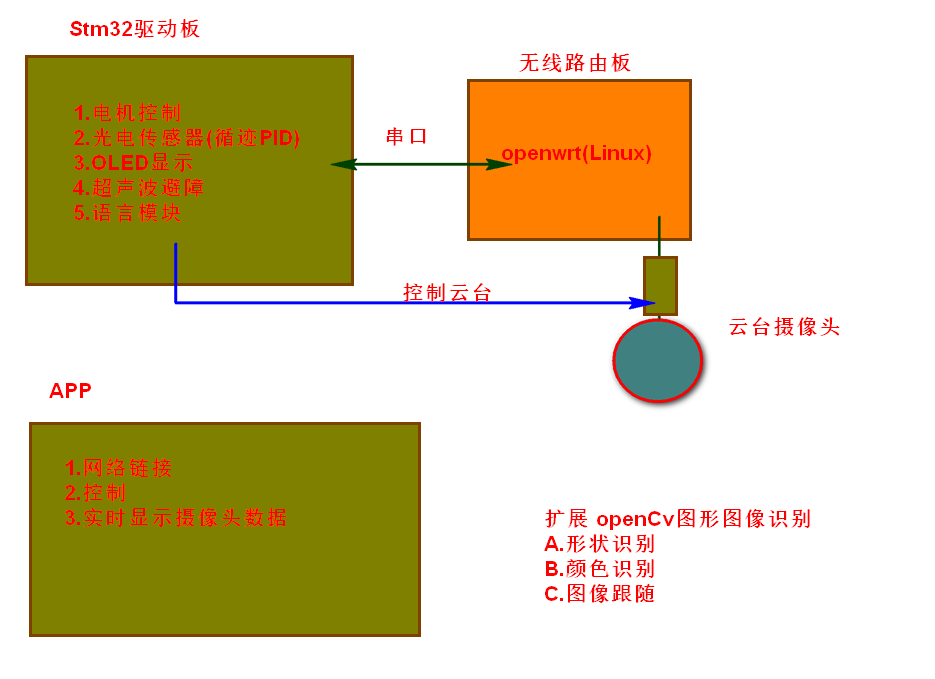 Stm32驱动板
无线路由板
1.电机控制
2.光电传感器(循迹PID)
3.OLED显示
4.超声波避障
5.语言模块
串口
openwrt(Linux)
控制云台
云台摄像头
APP
1.网络链接
2.控制
3.实时显示摄像头数据
扩展 openCv图形图像识别
A.形状识别
B.颜色识别
C.图像跟随